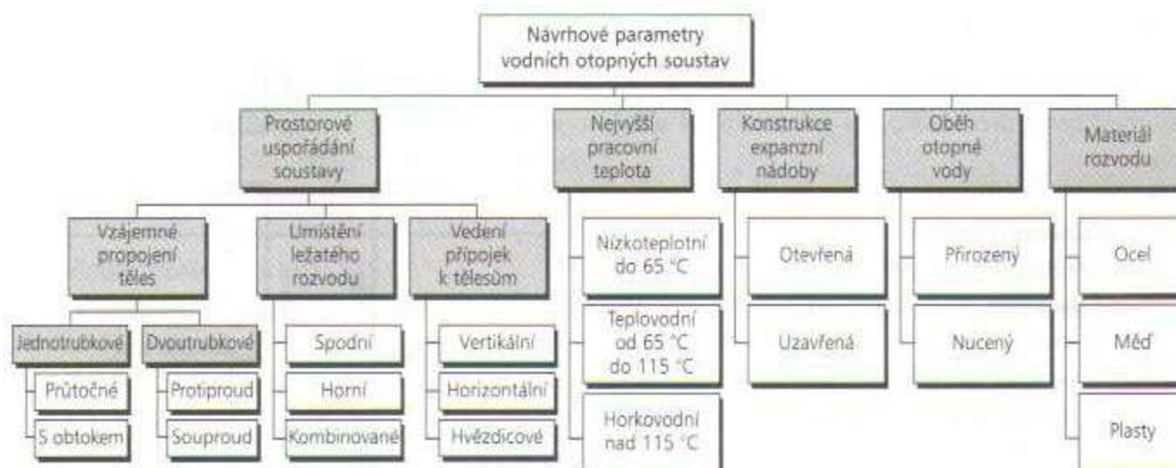 Návrhové parametry
vodních otopných soustav
Prostorové
uspořádání
soustavy
Nejvyšší
pracovní
teplota
Konstrukce
expanzní
nádoby
Oběh
otopné
vody
Materiál
rozvodu
Vzájemné
propojení
těles
Umístění
ležatého
rozvodu
Vedení
přípojek
k tělesům
Jednotrubkové
Dvoutrubkové
Průtočné
S obtokem
Protiproud
Souproud
Spodní
Horní
Kombinované
Vertikální
Horizontální
Hvězdicové
Nízkoteplotní
do 65 °C
Teplovodní
od 65 °C
do 115 °C
Horkovodní
nad 115 °C
Otevřená
Uzavřená
Přirozený
Nucený
Ocel
Měď
Plasty